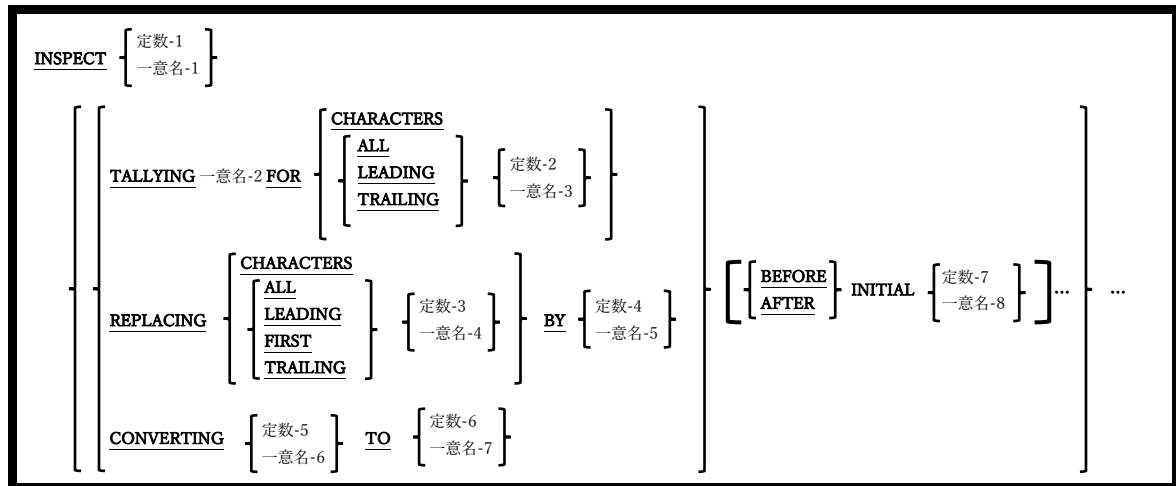 定数-1
INSPECT
一意名-1
CHARACTERS
ALL
LEADING
TRAILING
定数-2
一意名-3
TALLYING 一意名-2 FOR
CHARACTERS
ALL
LEADING
FIRST
TRAILING
定数-3
一意名-4
REPLACING
BY
定数-4
一意名-5
BEFORE
AFTER
INITIAL
定数-7
一意名-8
... ...
CONVERTING
定数-5
一意名-6
TO
定数-6
一意名-7